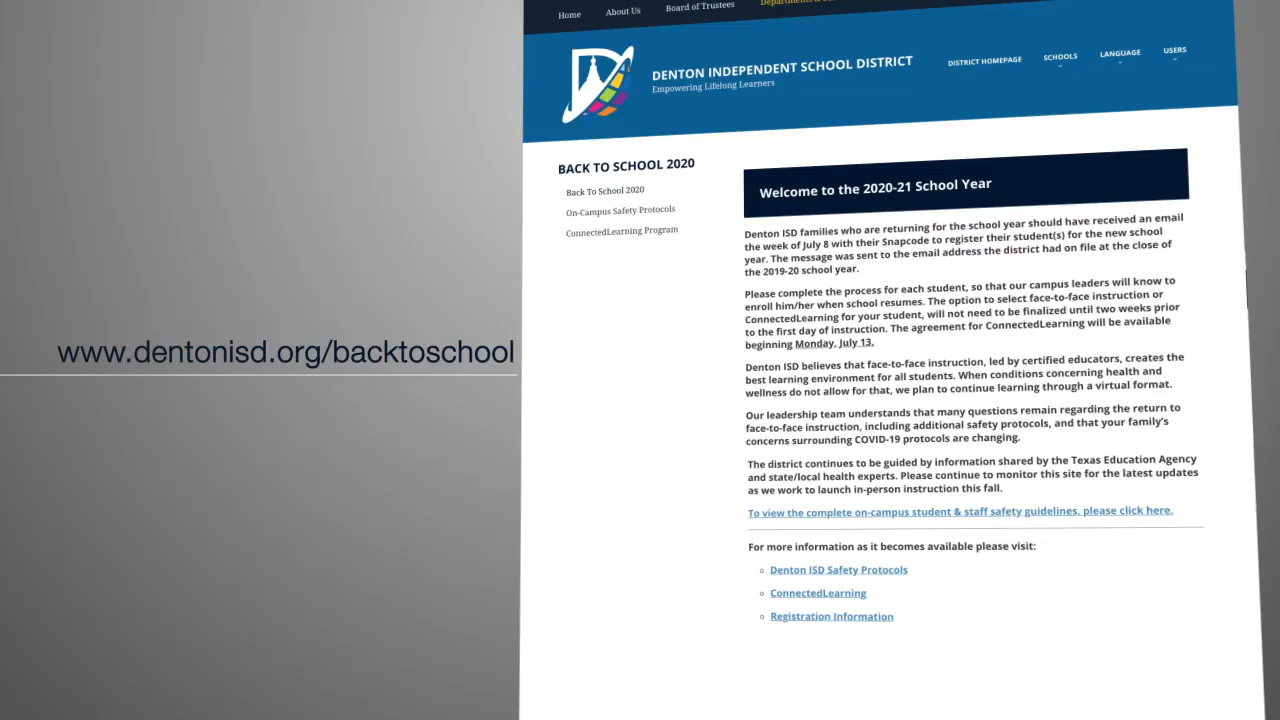 Home About Us Board of Trustees
DENTON INDEPENDENT SCHOOL DISTRICT
Empowering Lifelong Learners
DISTRICT HOMEPAGE SCHOOLS LANGUAGE USERS
BACK TO SCHOOL 2020
Back To School 2020
On-Campus Safety Protocols
ConnectedLearning Program
www.dentonisd.org/backtoschool
Welcome to the 2020-21 School Year
Denton ISD families who are returning for the school year should have received an email
the week of July 8 with their Snapcode to register their student(s) for the new school
year. The message was sent to the email address the district had on file at the close of
the 2019-20 school year.
Please complete the process for each student, so that our campus leaders will know to
enroll him/her when school resumes. The option to select face-to-face instruction or
ConnectedLearning for your student, will not need to be finalized until two weeks prior
to the first day of instruction. The agreement for ConnectedLearning will be available
beginning Monday, July 13.
Denton ISD believes that face-to-face instruction, led by certified educators, creates the
best learning environment for all students. When conditions concerning health and
wellness do not allow for that, we plan to continue learning through a virtual format.
Our leadership team understands that many questions remain regarding the return to
face-to-face instruction, including additional safety protocols, and that your family's
concerns surrounding COVID-19 protocols are changing.
The district continues to be guided by information shared by the Texas Education Agency
and state/local health experts. Please continue to monitor this site for the latest updates
as we work to launch in-person instruction this fall.
To view the complete on-campus student & staff safety guidelines, please click here.
For more information as it becomes available please visit:
Denton ISD Safety Protocols
ConnectedLearning
Registration Information